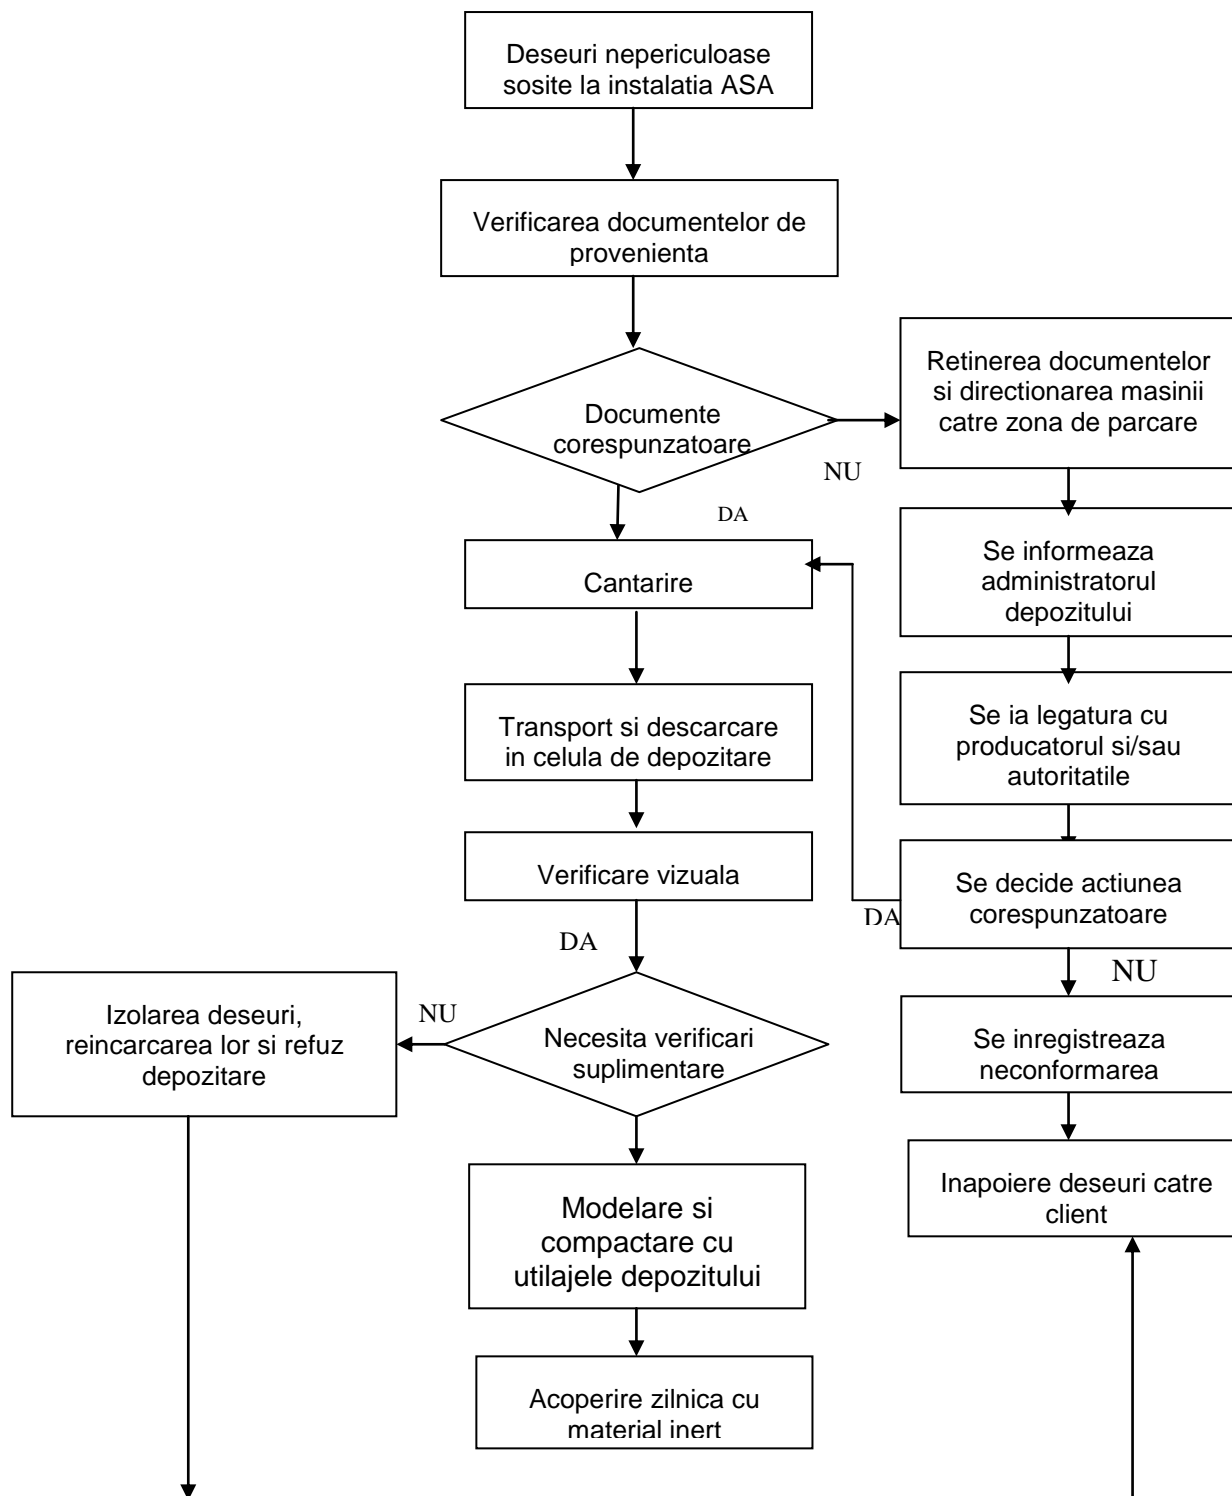 Deseuri nepericuloase
sosite la instalatia ASA
Verificarea documentelor de
provenienta
Documente
corespunzatoare
NU
DA
Retinerea documentelor
si directionarea masinii
catre zona de parcare
Se informeaza
administratorul
depozitului
Se ia legatura cu
producatorul si/sau
autoritatile
Se decide actiunea
corespunzatoare
DA
NU
Se inregistreaza
neconformarea
Inapoiere deseuri catre
client
Cantarire
Transport si descarcare
in celula de depozitare
Verificare vizuala
DA
Necesita verificari
suplimentare
NU
Izolarea deseuri,
reincarcarea lor si refuz
depozitare
Modelare si
compactare cu
utilajele depozitului
Acoperire zilnica cu
material inert